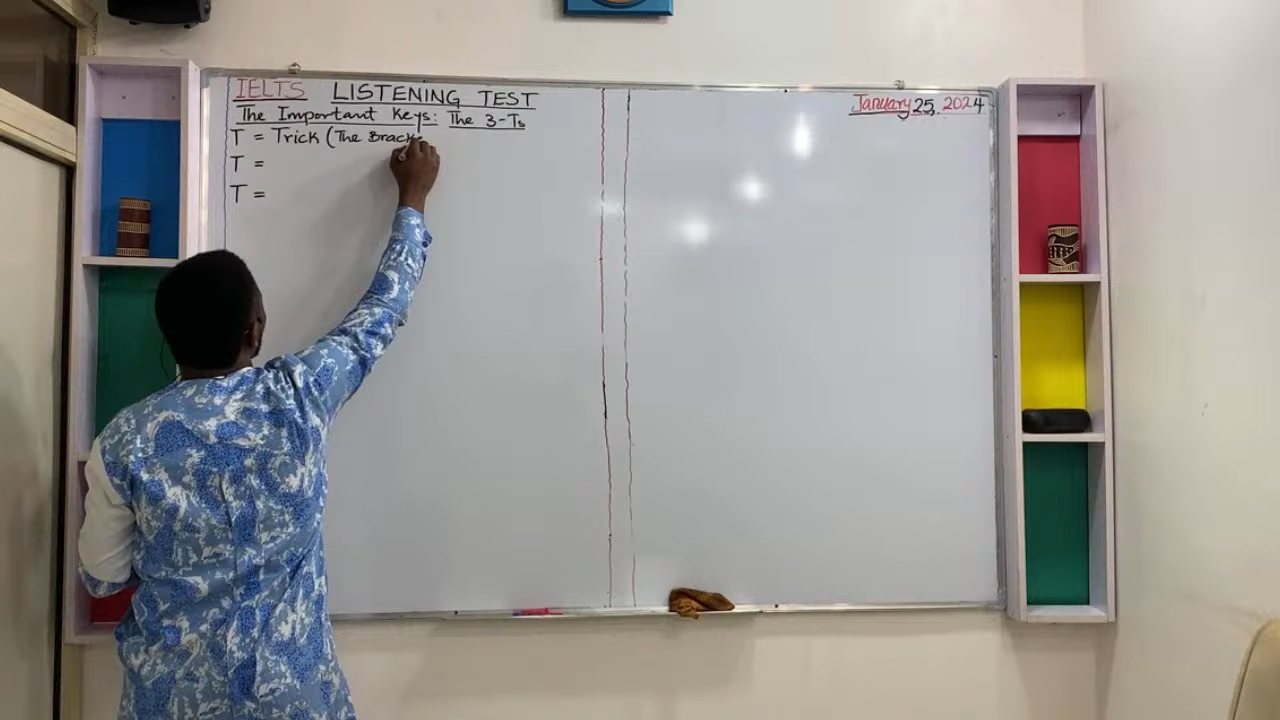 IELTS LISTENING TEST
The Important Keys: The 3-Ts
T = Trick (The Brack
T =
T =
January 25, 2024